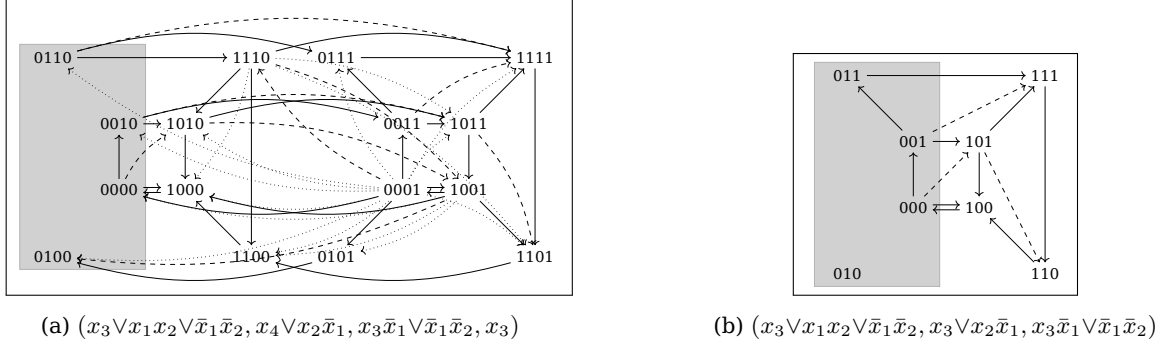 0110 1110 0111 1111
011 111
0010 1010 0011 1011
001 101
0000 1000 0001 1001
000 100
0100 1100 0101 1101
010 110
(a) (x₃∨x₁x₂∨x̄₁x̄₂, x₄∨x₂x̄₁, x₃x̄₁∨x̄₁x̄₂, x₃)
(b) (x₃∨x₁x₂∨x̄₁x̄₂, x₃∨x₂x̄₁, x₃x̄₁∨x̄₁x̄₂)